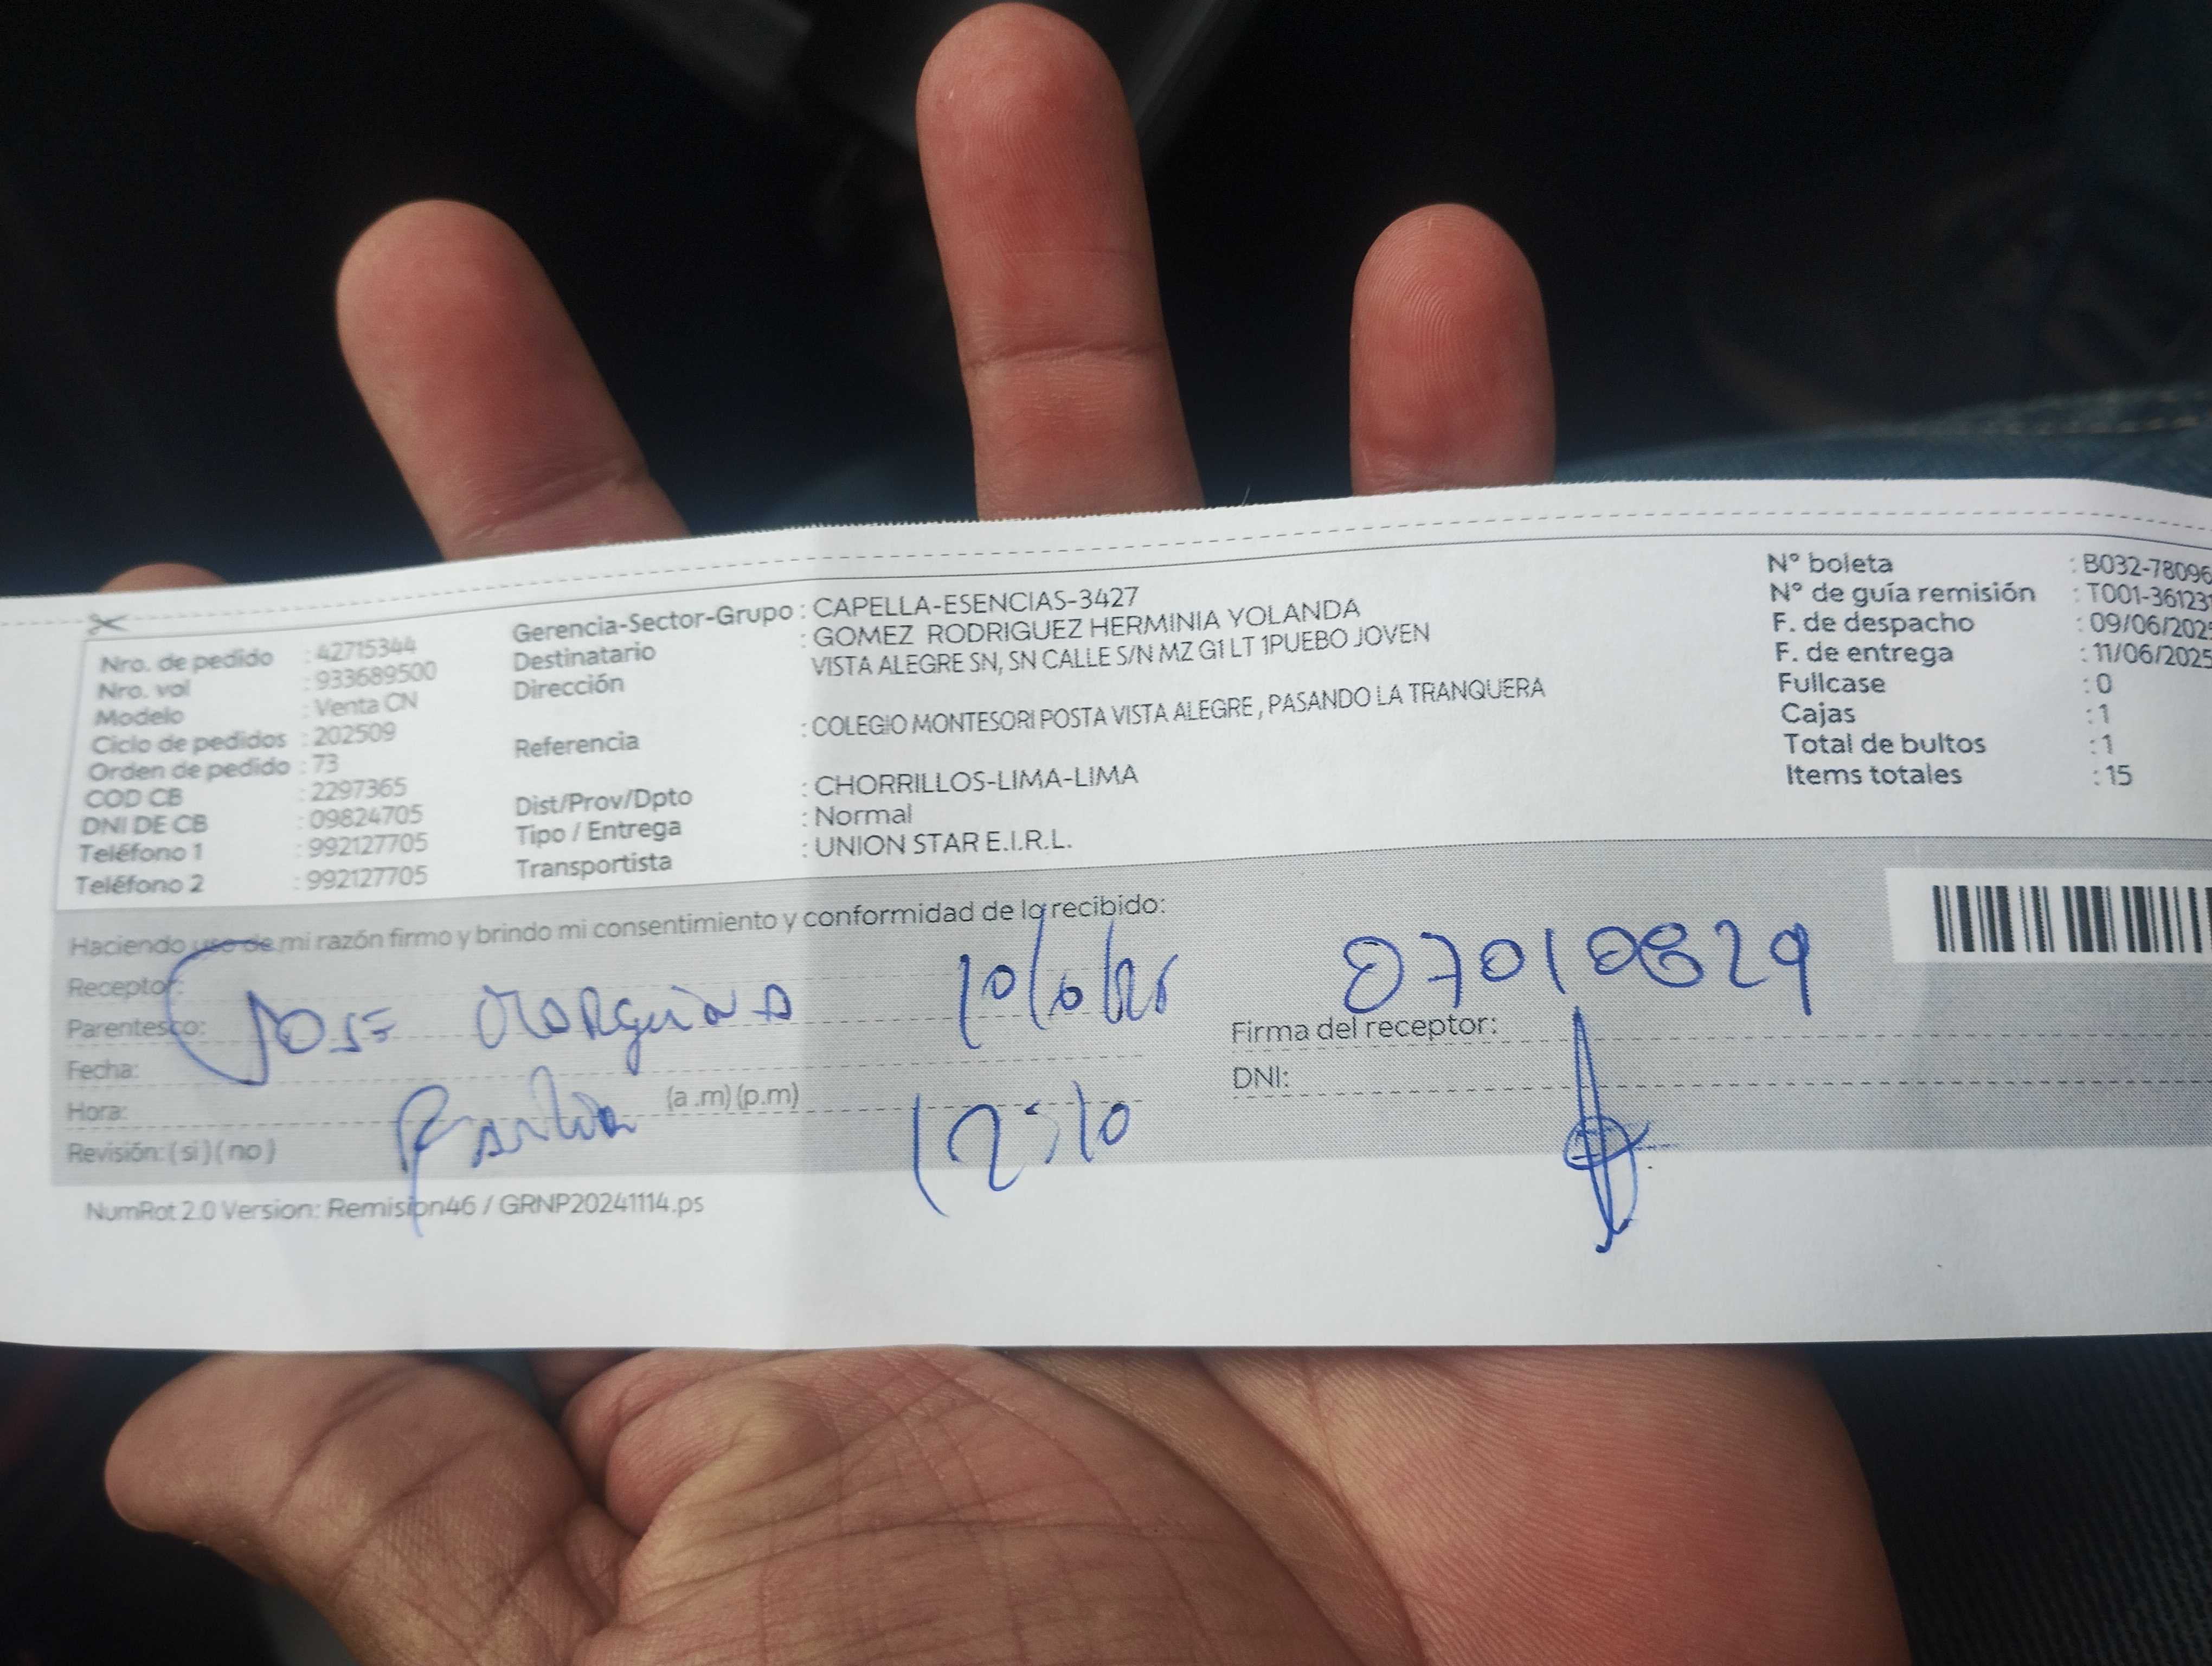 Nro. de pedido : 42715344
Nro. vol : 933689500
Modelo : Venta CN
Ciclo de pedidos : 202509
Orden de pedido : 73
COD CB : 2297365
DNI DE CB : 09824705
Teléfono 1 : 992127705
Teléfono 2 : 992127705
Gerencia-Sector-Grupo : CAPELLA-ESENCIAS-3427
Destinatario : GOMEZ RODRIGUEZ HERMINIA YOLANDA
Dirección VISTA ALEGRE SN, SN CALLE S/N MZ G1 LT 1PUEBO JOVEN
Referencia : COLEGIO MONTESORI POSTA VISTA ALEGRE , PASANDO LA TRANQUERA
Dist/Prov/Dpto : CHORRILLOS-LIMA-LIMA
Tipo / Entrega : Normal
Transportista : UNION STAR E.I.R.L.
N° boleta : B032-78096
N° de guía remisión : T001-361231
F. de despacho : 09/06/202
F. de entrega : 11/06/2025
Fullcase : 0
Cajas : 1
Total de bultos : 1
Items totales : 15
Haciendo uso de mi razón firmo y brindo mi consentimiento y conformidad de lo recibido:
Receptor:
Parentesco: JOSE
Fecha:
Hora: (a .m) (p.m) 12:10
Revisión: ( si ) ( no )
07010829
Firma del receptor:
DNI:
NumRot 2.0 Version: Remision46 / GRNP20241114.ps